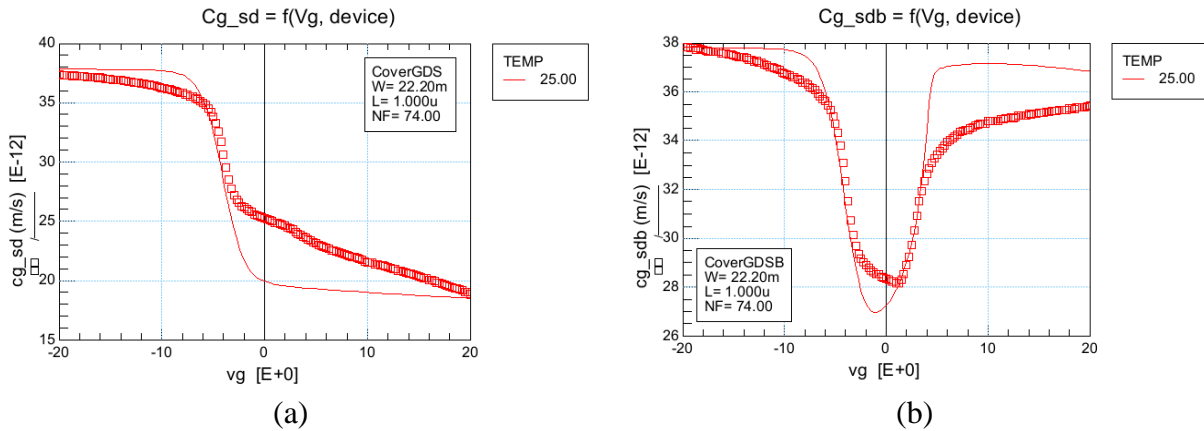 Cg_sd = f(Vg, device)
40
35
30
25
20
15
cg_sd (m/s) [E-12]
-20
-10
0
10
20
vg [E+0]
CoverGDS
W= 22.20m
L= 1.000u
NF= 74.00
TEMP
25.00
(a)
Cg_sdb = f(Vg, device)
38
36
34
32
30
28
26
cg_sdb (m/s) [E-12]
-20
-10
0
10
20
vg [E+0]
CoverGDSB
W= 22.20m
L= 1.000u
NF= 74.00
TEMP
25.00
(b)